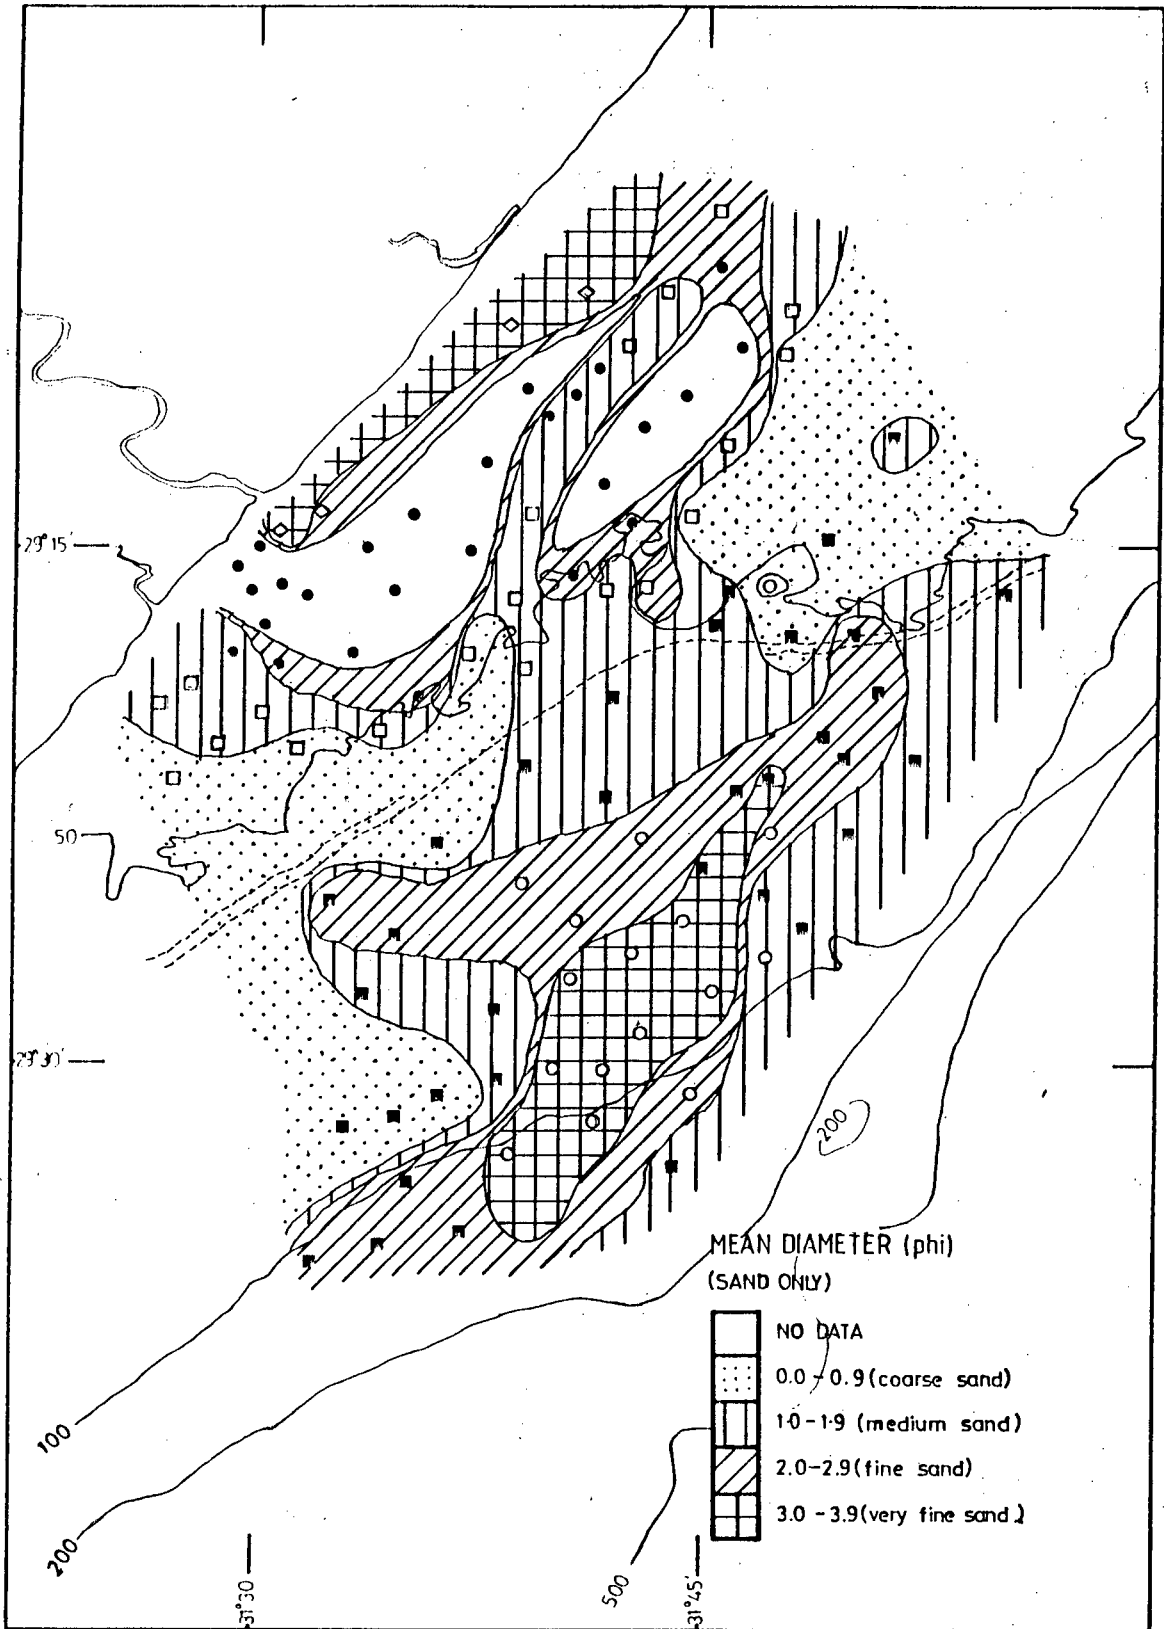 29°15'
50
29°30'
200
MEAN DIAMETER (phi)
(SAND ONLY)
NO DATA
0.0-0.9 (coarse sand)
1.0-1.9 (medium sand)
2.0-2.9 (fine sand)
3.0-3.9 (very fine sand)
100
200
31°30'
500
31°45'